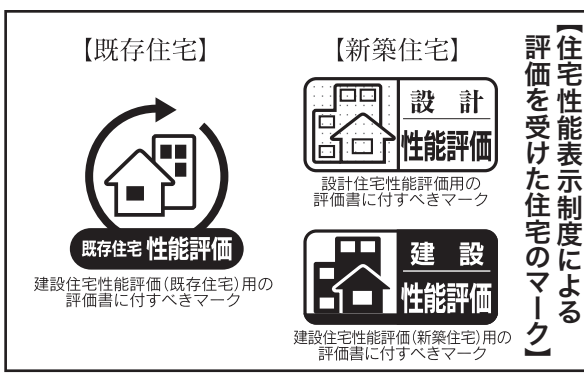 【住宅性能表示制度による
評価を受けた住宅のマーク】
【新築住宅】
設計
性能評価
設計住宅性能評価用の
評価書に付すべきマーク
建設
性能評価
建設住宅性能評価(新築住宅)用の
評価書に付すべきマーク
【既存住宅】
既存住宅 性能評価
建設住宅性能評価(既存住宅)用の
評価書に付すべきマーク